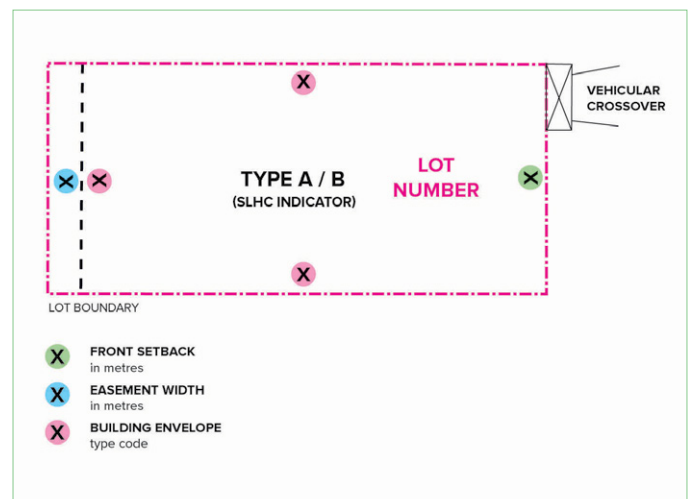 X
VEHICULAR
CROSSOVER
X X
TYPE A / B
(SLHC INDICATOR)
LOT
NUMBER
X
X
LOT BOUNDARY
X FRONT SETBACK
in metres
X EASEMENT WIDTH
in metres
X BUILDING ENVELOPE
type code